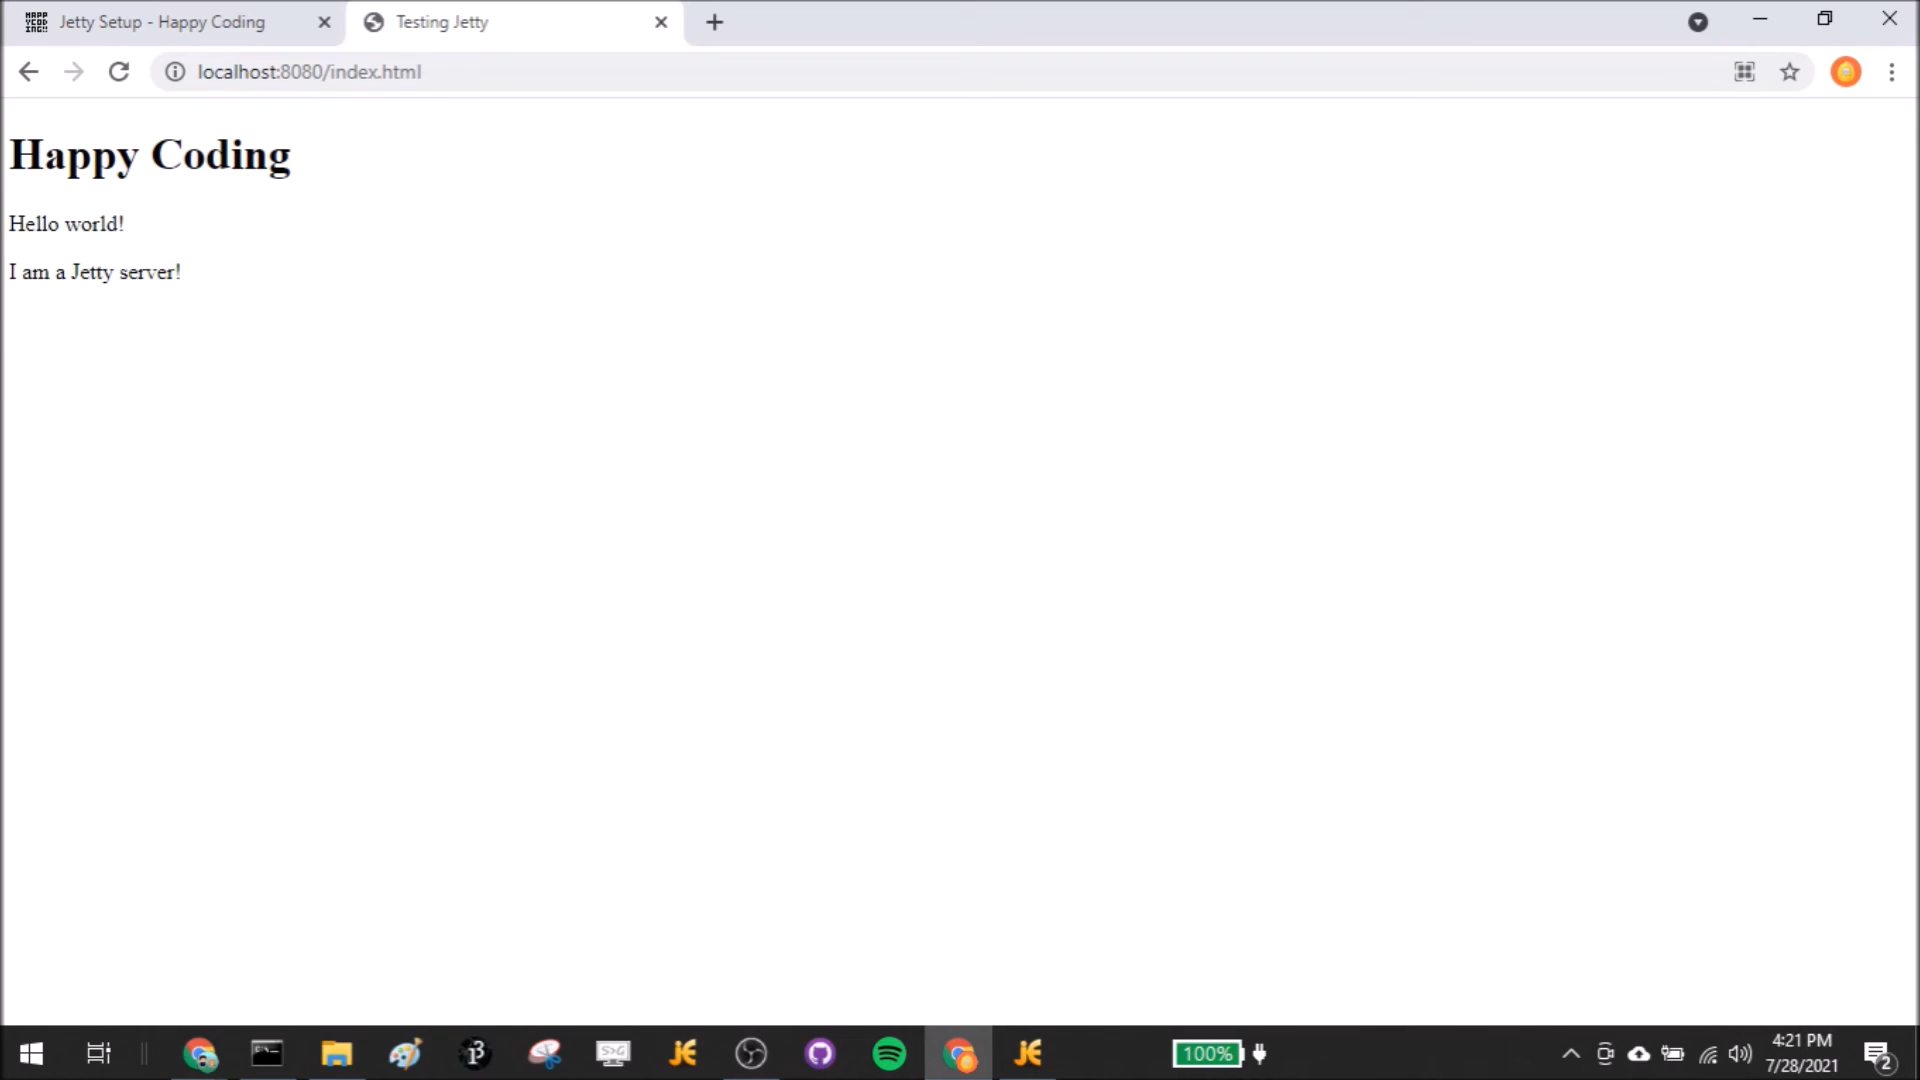 Jetty Setup - Happy Coding
Testing Jetty
localhost:8080/index.html
Happy Coding
Hello world!
I am a Jetty server!
100%
4:21 PM
7/28/2021
2